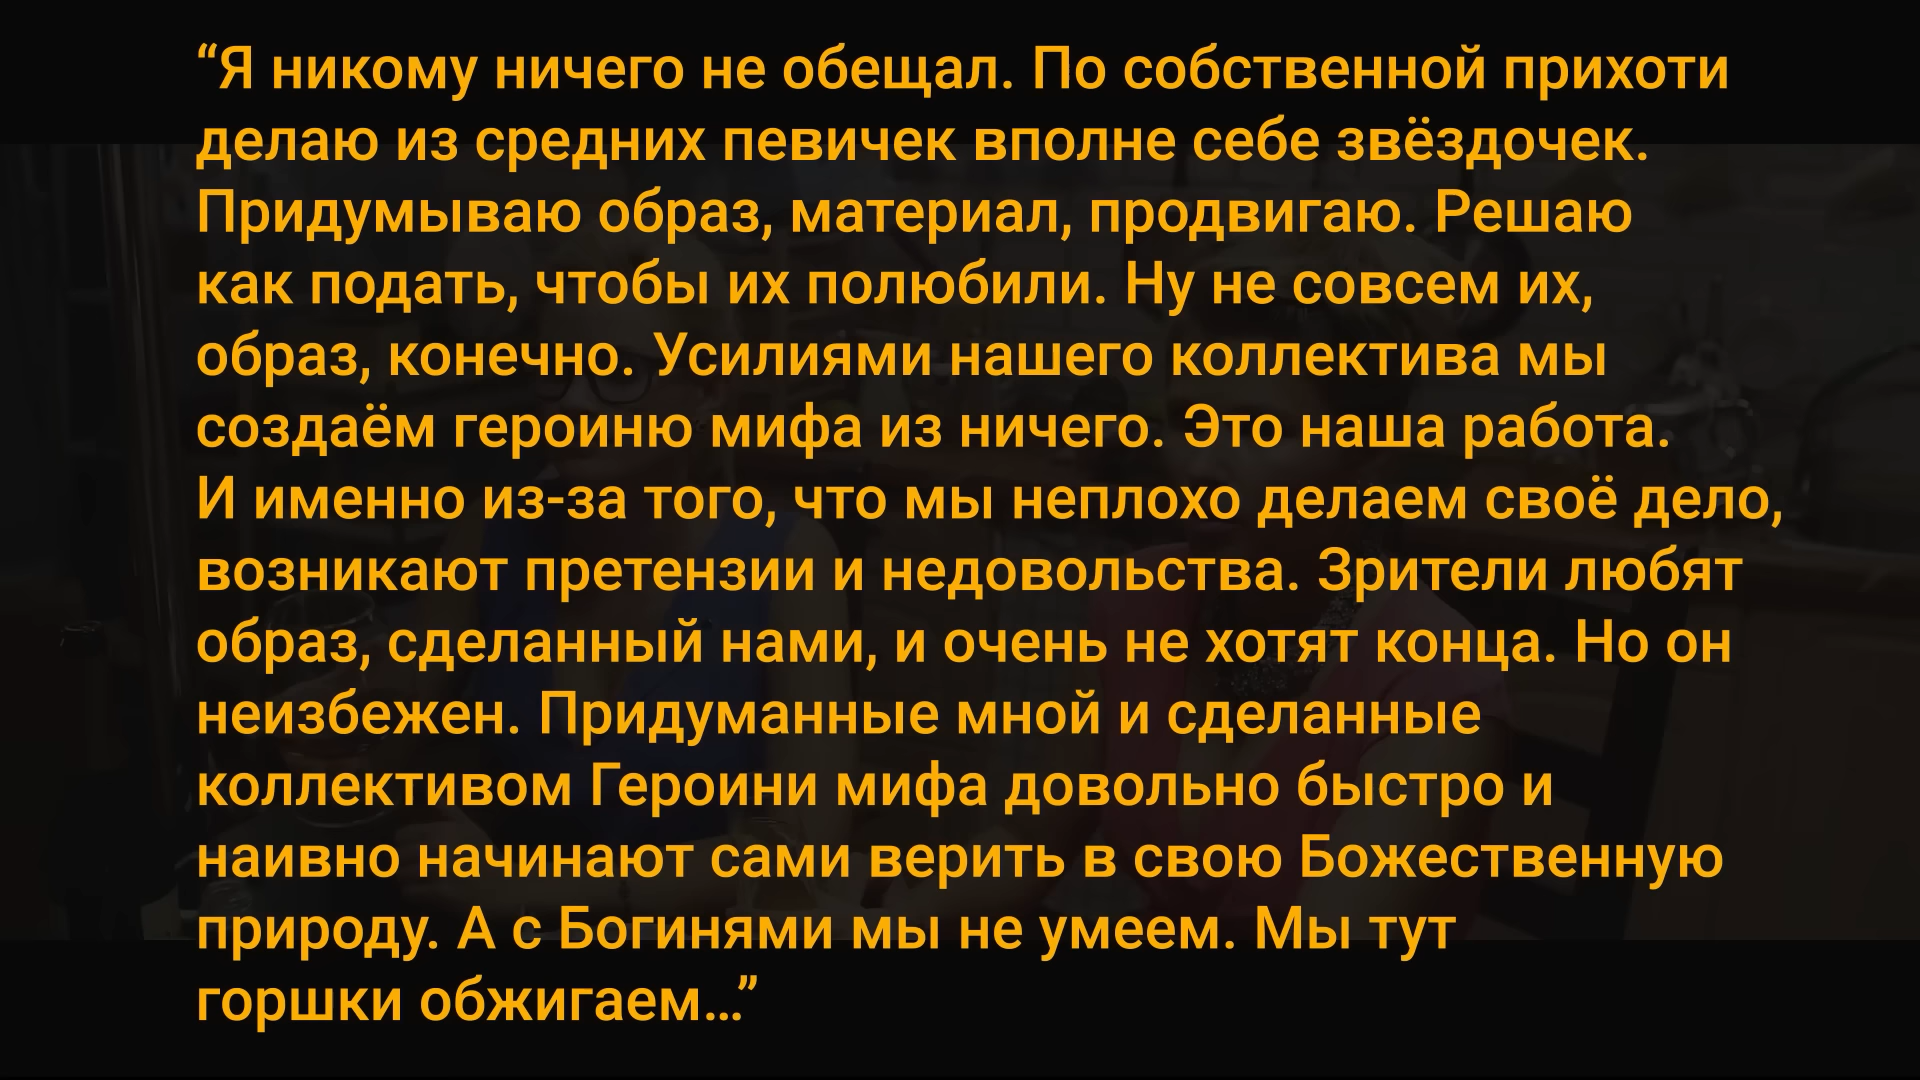 “Я никому ничего не обещал. По собственной прихоти
делаю из средних певичек вполне себе звёздочек.
Придумываю образ, материал, продвигаю. Решаю
как подать, чтобы их полюбили. Ну не совсем их,
образ, конечно. Усилиями нашего коллектива мы
создаём героиню мифа из ничего. Это наша работа.
И именно из-за того, что мы неплохо делаем своё дело,
возникают претензии и недовольства. Зрители любят
образ, сделанный нами, и очень не хотят конца. Но он
неизбежен. Придуманные мной и сделанные
коллективом Героини мифа довольно быстро и
наивно начинают сами верить в свою Божественную
природу. А с Богинями мы не умеем. Мы тут
горшки обжигаем…”